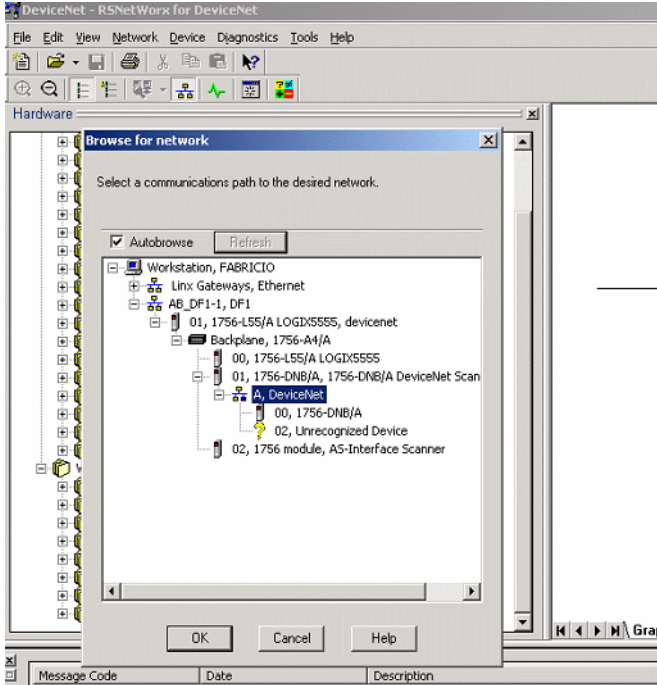 DeviceNet - RSNetWorx for DeviceNet
File Edit View Network Device Diagnostics Tools Help
Hardware
Browse for network
Select a communications path to the desired network.
Autobrowse Refresh
Workstation, FABRICIO
Linx Gateways, Ethernet
AB_DF1-1, DF1
01, 1756-L55/A LOGIX5555, devicenet
Backplane, 1756-A4/A
00, 1756-L55/A LOGIX5555
01, 1756-DNB/A, 1756-DNB/A DeviceNet Scan
A, DeviceNet
00, 1756-DNB/A
02, Unrecognized Device
02, 1756 module, AS-Interface Scanner
OK Cancel Help
Gra
Message Code Date Description